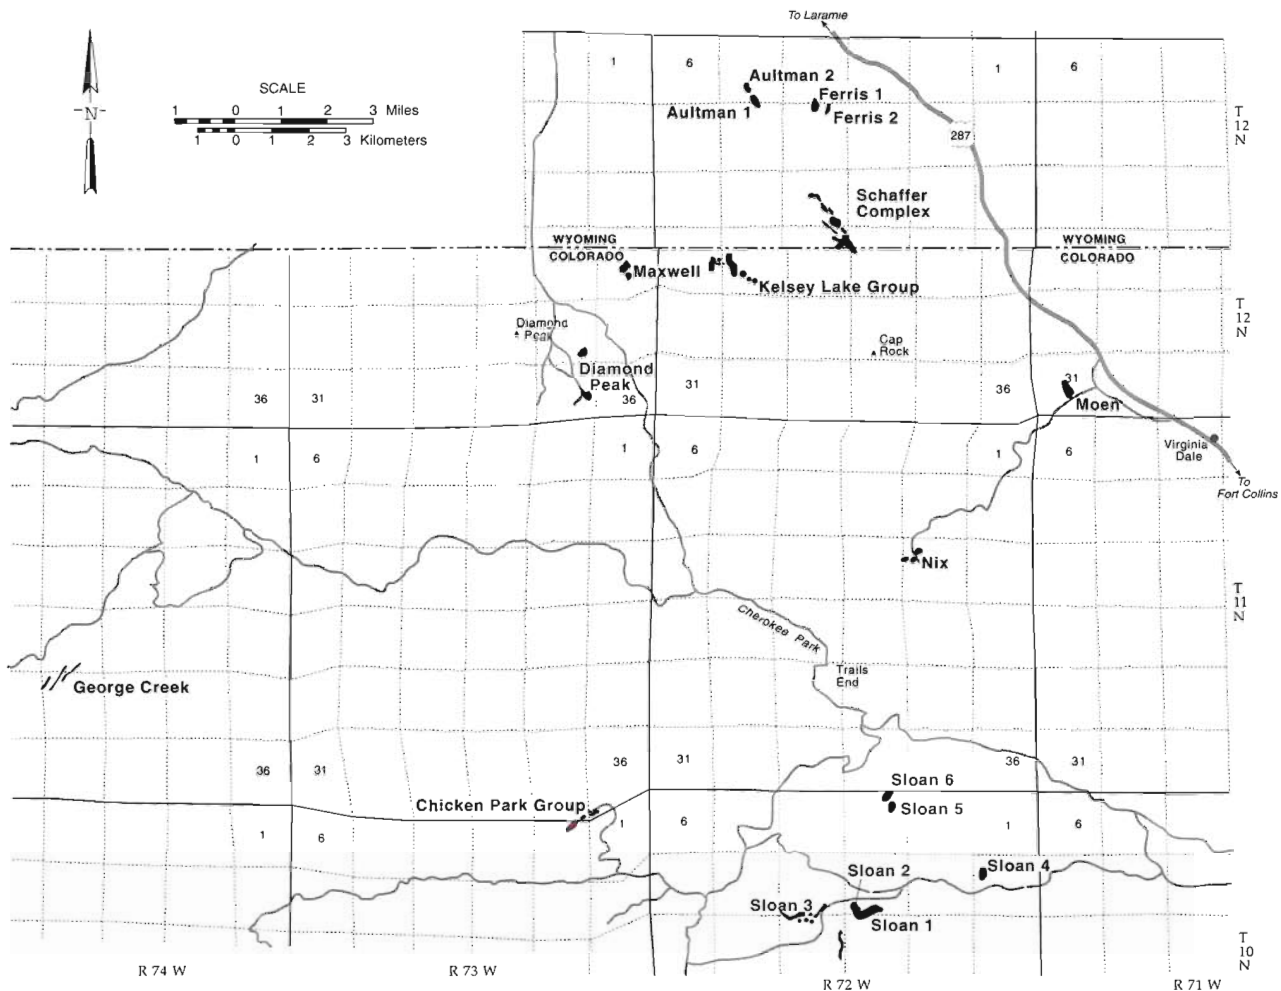 To Laramie
N
SCALE
1 0 1 2 3 Miles
1 0 1 2 3 Kilometers
1 6 1 6
Aultman 2
Aultman 1
Ferris 1
Ferris 2
287
T
12
N
Schaffer
Complex
WYOMING
COLORADO
WYOMING
COLORADO
Maxwell
Kelsey Lake Group
T
12
N
Diamond
Peak
Cap
Rock
Diamond
Peak
36 31 36 31 36 31
Moen
1 6 1 6 1 6
Virginia
Dale
To
Fort Collins
Nix
T
11
N
Cherokee Park
Trails
End
George Creek
36 31 36 31 36 31
Sloan 6
Sloan 5
Chicken Park Group
1 6 1 6 1 6
Sloan 2
Sloan 4
Sloan 3
Sloan 1
T
10
N
R 74 W
R 73 W
R 72 W
R 71 W